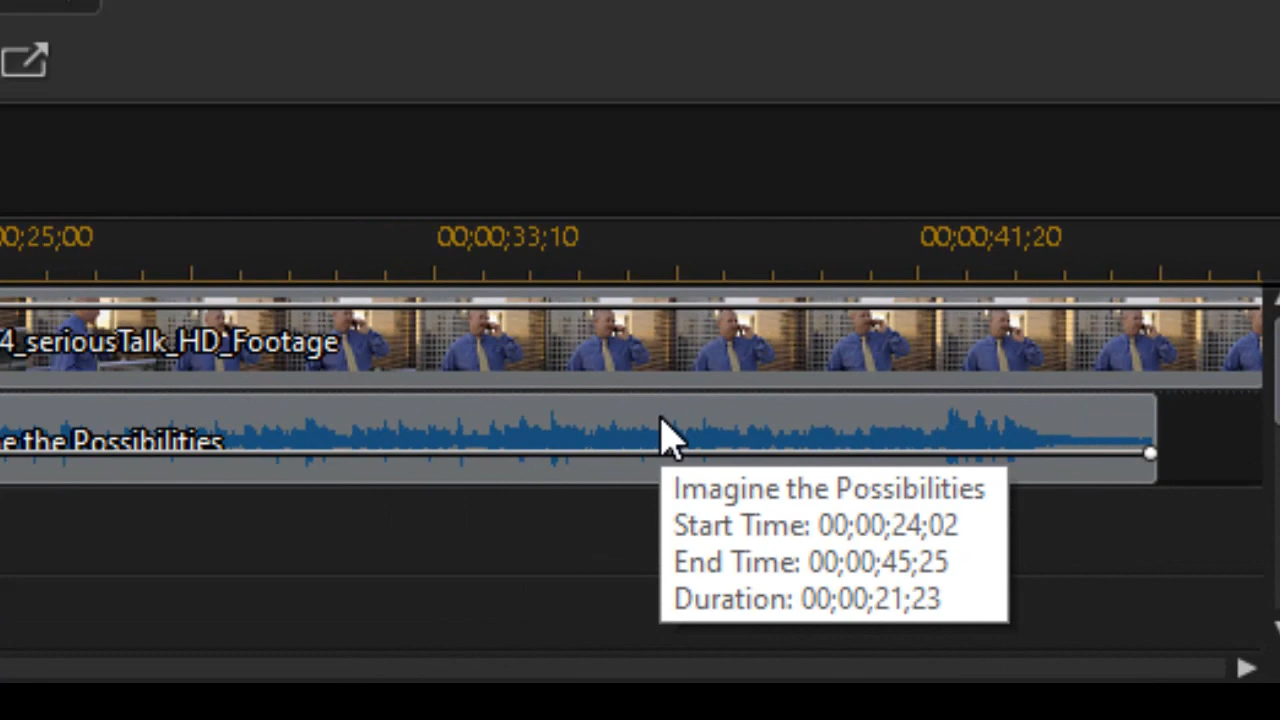 00;25;00 00;00;33;10 00;00;41;20
4_seriousTalk_HD_Footage
e the Possibilities
Imagine the Possibilities
Start Time: 00;00;24;02
End Time: 00;00;45;25
Duration: 00;00;21;23